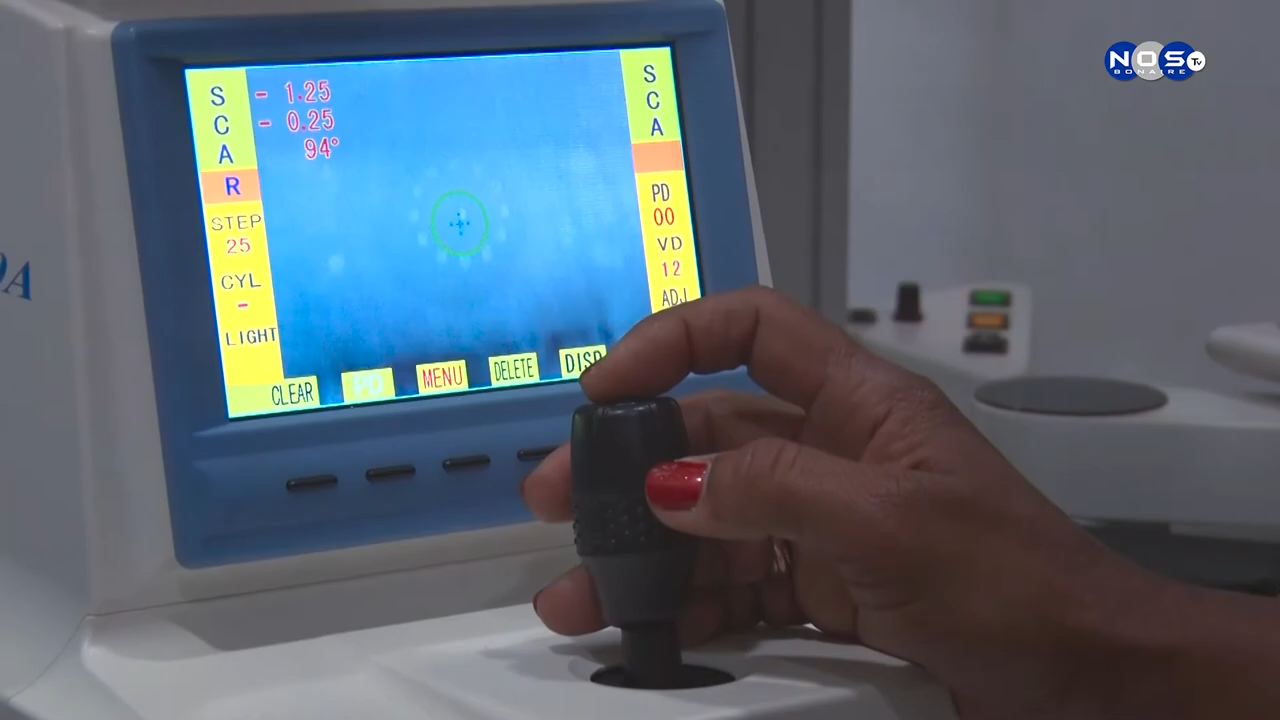 NOS TV
BONAIRE
S - 1.25
C - 0.25
A 94°
R
STEP
25
CYL
-
LIGHT
S
C
A
PD
00
VD
12
ADJ
CLEAR PD MENU DELETE DISP